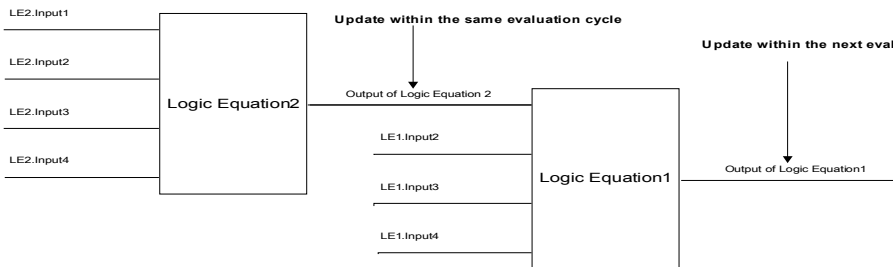 LE2.Input1
Update within the same evaluation cycle
LE2.Input2
Update within the next eval
LE2.Input3
Logic Equation2
Output of Logic Equation 2
LE2.Input4
LE1.Input2
LE1.Input3
Logic Equation1
Output of Logic Equation1
LE1.Input4